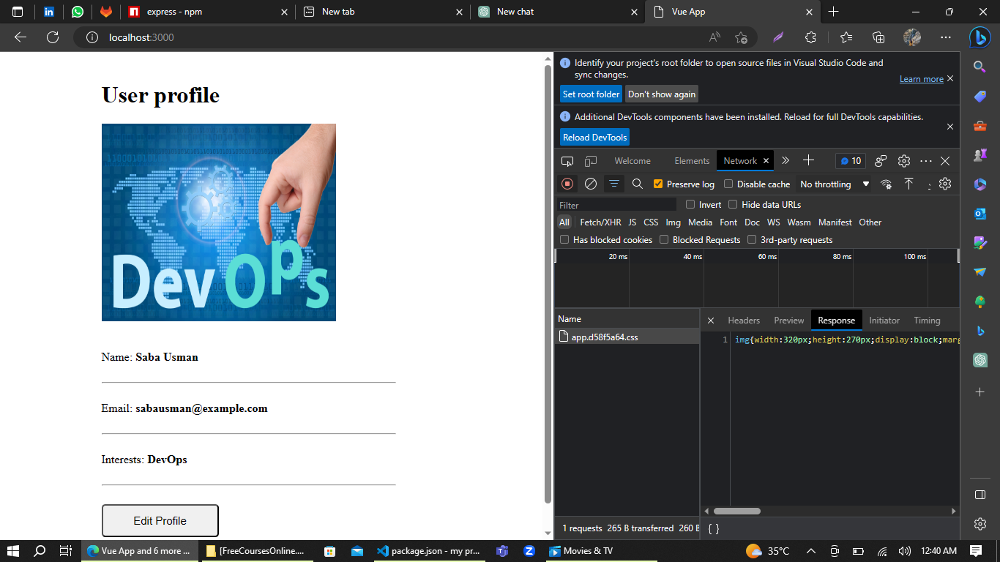 express - npm
New tab
New chat
Vue App
localhost:3000
User profile
DevOps
Name: Saba Usman
Email: sabausman@example.com
Interests: DevOps
Edit Profile
Identify your project's root folder to open source files in Visual Studio Code and
sync changes.
Learn more
Set root folder
Don't show again
Additional DevTools components have been installed. Reload for full DevTools capabilities.
Reload DevTools
Welcome
Elements
Network
10
Preserve log
Disable cache
No throttling
Filter
Invert
Hide data URLs
All
Fetch/XHR
JS
CSS
Img
Media
Font
Doc
WS
Wasm
Manifest
Other
Has blocked cookies
Blocked Requests
3rd-party requests
20 ms
40 ms
60 ms
80 ms
100 ms
Name
app.d58f5a64.css
Headers
Preview
Response
Initiator
Timing
1 img{width:320px;height:270px;display:block;marg
1 requests 265 B transferred 260 B
{ }
Vue App and 6 more ...
[FreeCoursesOnline....
package.json - my pr...
Movies & TV
35°C
12:40 AM